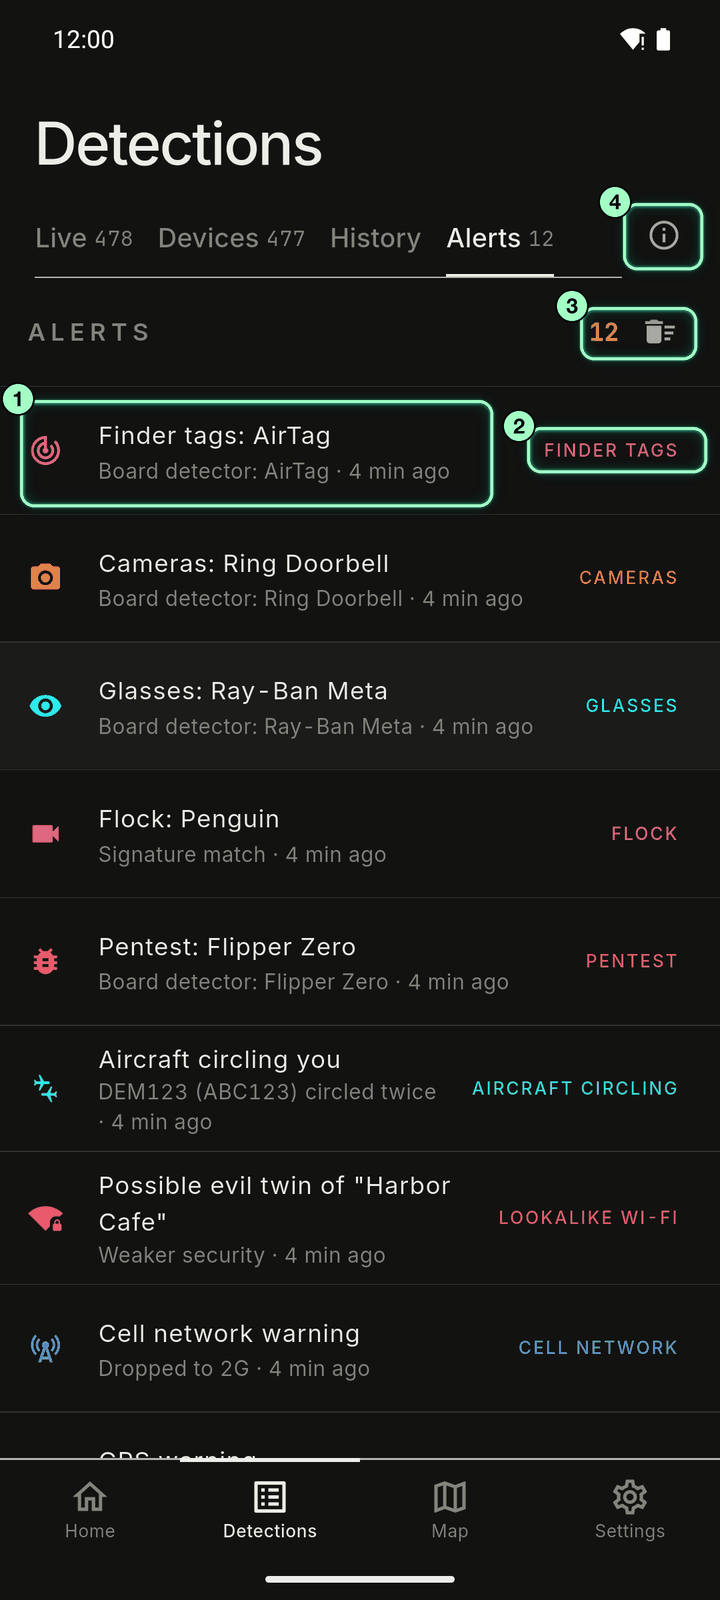 12:00
Detections
4
Live 478 Devices 477 History Alerts 12
3
ALERTS 12
1
Finder tags: AirTag
2
FINDER TAGS
Board detector: AirTag · 4 min ago
Cameras: Ring Doorbell
CAMERAS
Board detector: Ring Doorbell · 4 min ago
Glasses: Ray-Ban Meta
GLASSES
Board detector: Ray-Ban Meta · 4 min ago
Flock: Penguin
FLOCK
Signature match · 4 min ago
Pentest: Flipper Zero
PENTEST
Board detector: Flipper Zero · 4 min ago
Aircraft circling you
DEM123 (ABC123) circled twice
· 4 min ago
AIRCRAFT CIRCLING
Possible evil twin of "Harbor
Cafe"
LOOKALIKE WI-FI
Weaker security · 4 min ago
Cell network warning
CELL NETWORK
Dropped to 2G · 4 min ago
Home Detections Map Settings